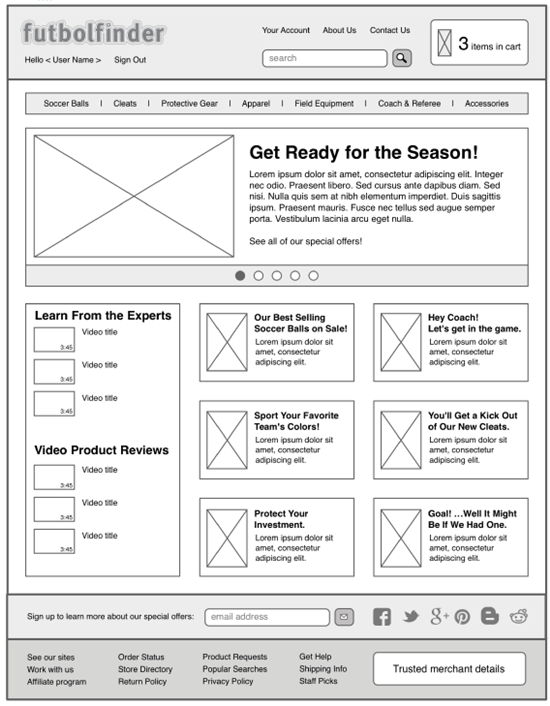 futbolfinder
Your Account About Us Contact Us
3 items in cart
Hello < User Name > Sign Out
search
Soccer Balls | Cleats | Protective Gear | Apparel | Field Equipment | Coach & Referee | Accessories
Get Ready for the Season!
Lorem ipsum dolor sit amet, consectetur adipiscing elit. Integer
nec odio. Praesent libero. Sed cursus ante dapibus diam. Sed
nisi. Nulla quis sem at nibh elementum imperdiet. Duis sagittis
ipsum. Praesent mauris. Fusce nec tellus sed augue semper
porta. Vestibulum lacinia arcu eget nulla.
See all of our special offers!
Learn From the Experts
3:45
Video title
3:45
Video title
3:45
Video title
Video Product Reviews
3:45
Video title
3:45
Video title
3:45
Video title
Our Best Selling
Soccer Balls on Sale!
Lorem ipsum dolor sit
amet, consectetur
adipiscing elit.
Hey Coach!
Let's get in the game.
Lorem ipsum dolor sit
amet, consectetur
adipiscing elit.
Sport Your Favorite
Team's Colors!
Lorem ipsum dolor sit
amet, consectetur
adipiscing elit.
You'll Get a Kick Out
of Our New Cleats.
Lorem ipsum dolor sit
amet, consectetur
adipiscing elit.
Protect Your
Investment.
Lorem ipsum dolor sit
amet, consectetur
adipiscing elit.
Goal! ...Well It Might
Be If We Had One.
Lorem ipsum dolor sit
amet, consectetur
adipiscing elit.
Sign up to learn more about our special offers:
email address
See our sites
Work with us
Affiliate program
Order Status
Store Directory
Return Policy
Product Requests
Popular Searches
Privacy Policy
Get Help
Shipping Info
Staff Picks
Trusted merchant details